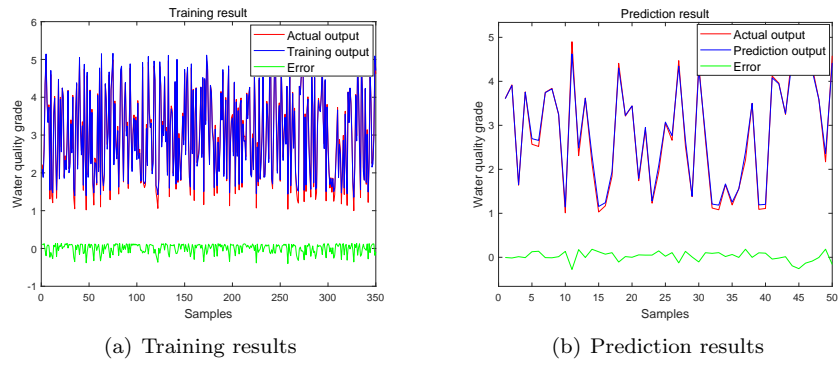 Training result
Actual output
Training output
Error
Water quality grade
6
5
4
3
2
1
0
-1
0 50 100 150 200 250 300 350
Samples
(a) Training results
Prediction result
Actual output
Prediction output
Error
Water quality grade
5
4
3
2
1
0
0 5 10 15 20 25 30 35 40 45 50
Samples
(b) Prediction results